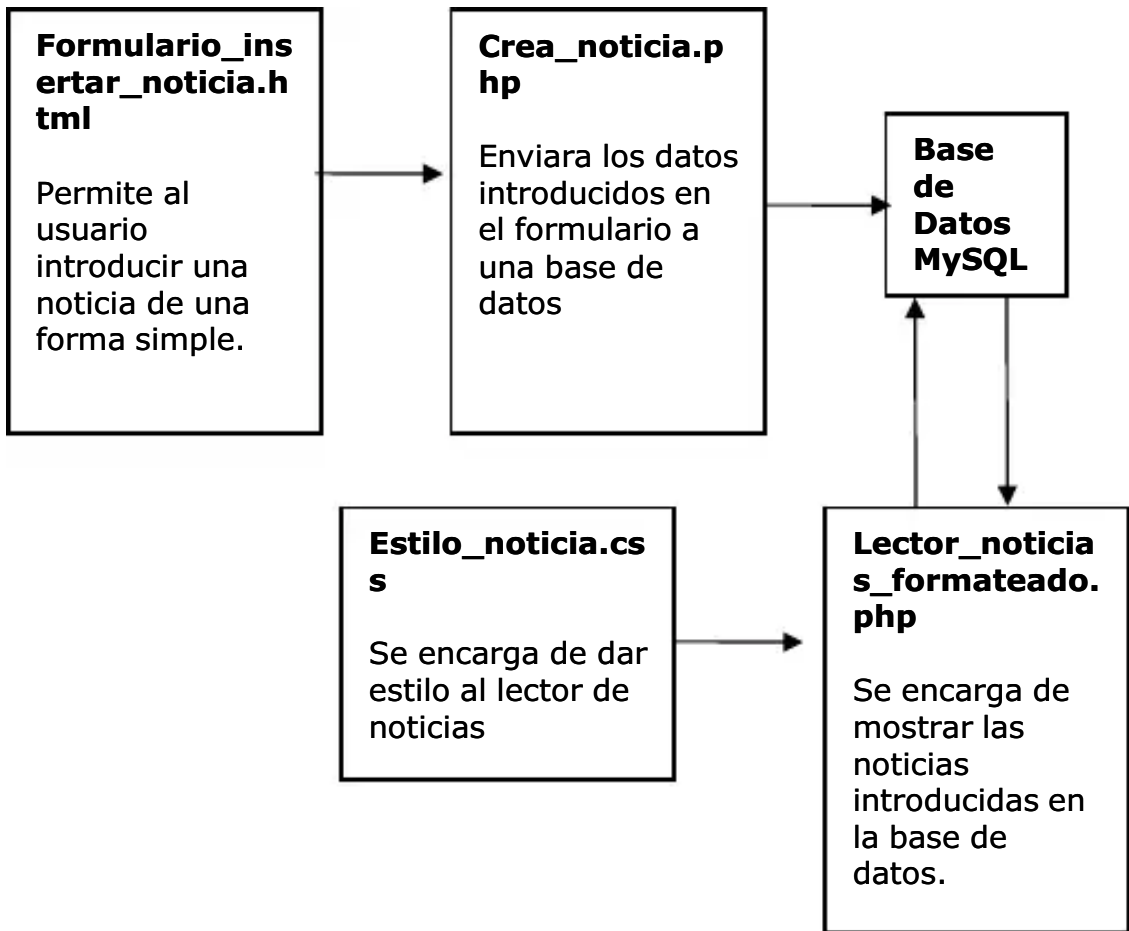 Formulario_ins
ertar_noticia.h
tml
Permite al
usuario
introducir una
noticia de una
forma simple.
Crea_noticia.p
hp
Enviara los datos
introducidos en
el formulario a
una base de
datos
Base
de
Datos
MySQL
Estilo_noticia.cs
s
Se encarga de dar
estilo al lector de
noticias
Lector_noticia
s_formateado.
php
Se encarga de
mostrar las
noticias
introducidas en
la base de
datos.